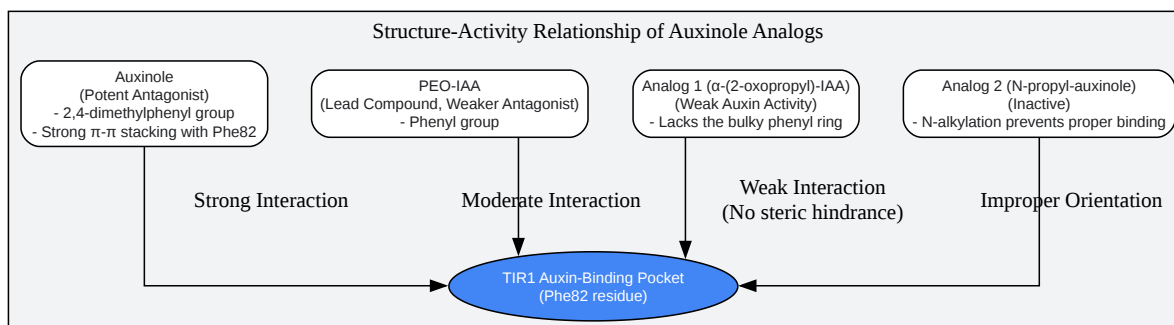 Structure-Activity Relationship of Auxinole Analogs
Auxinole
(Potent Antagonist)
- 2,4-dimethylphenyl group
- Strong π-π stacking with Phe82
PEO-IAA
(Lead Compound, Weaker Antagonist)
- Phenyl group
Analog 1 (α-(2-oxopropyl)-IAA)
(Weak Auxin Activity)
- Lacks the bulky phenyl ring
Analog 2 (N-propyl-auxinole)
(Inactive)
- N-alkylation prevents proper binding
Strong Interaction
Moderate Interaction
Weak Interaction
(No steric hindrance)
Improper Orientation
TIR1 Auxin-Binding Pocket
(Phe82 residue)